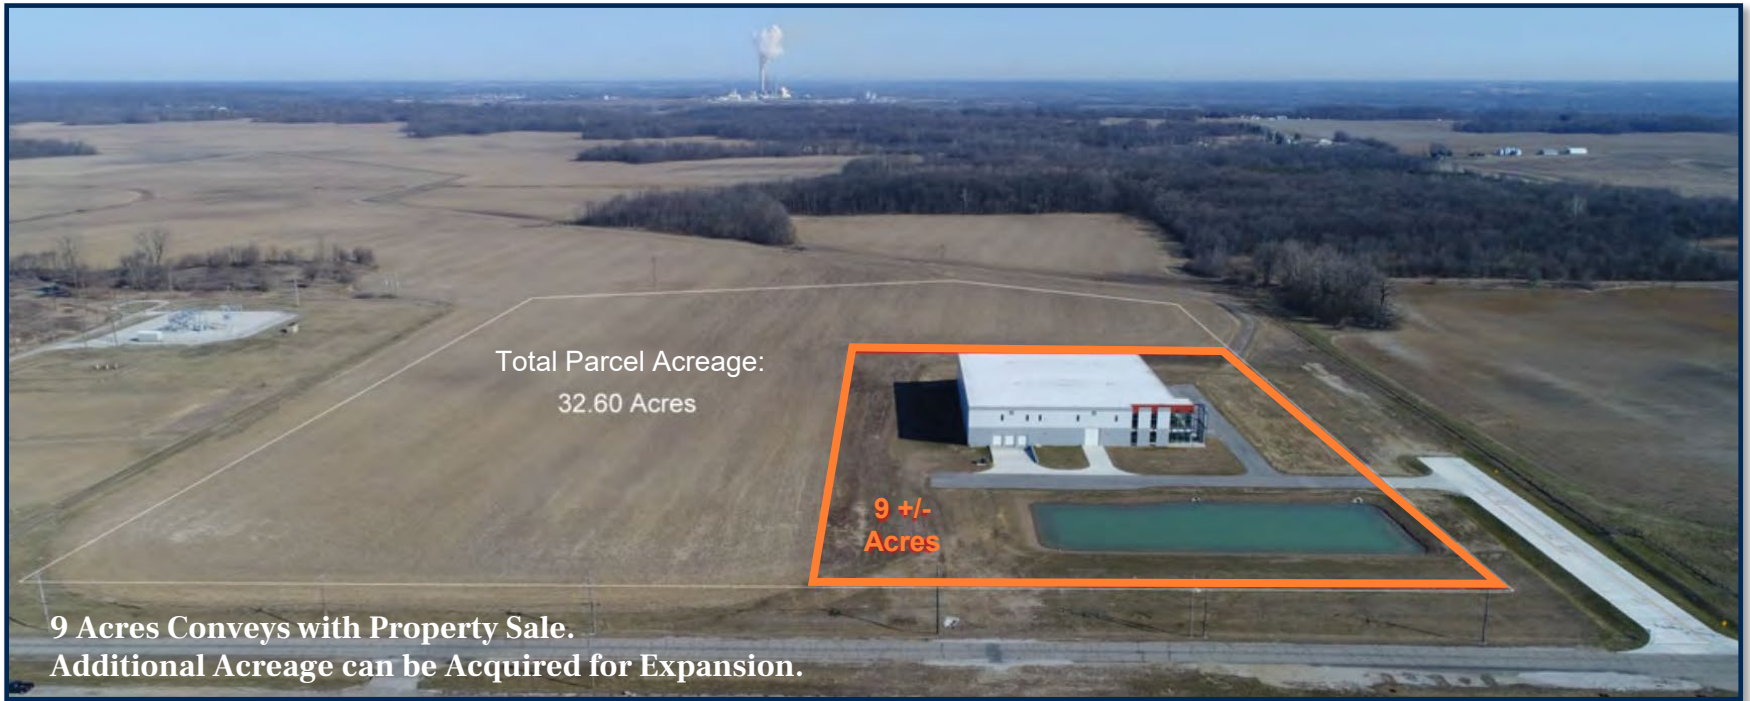 Total Parcel Acreage:
32.60 Acres
9 +/-
Acres
9 Acres Conveys with Property Sale.
Additional Acreage can be Acquired for Expansion.